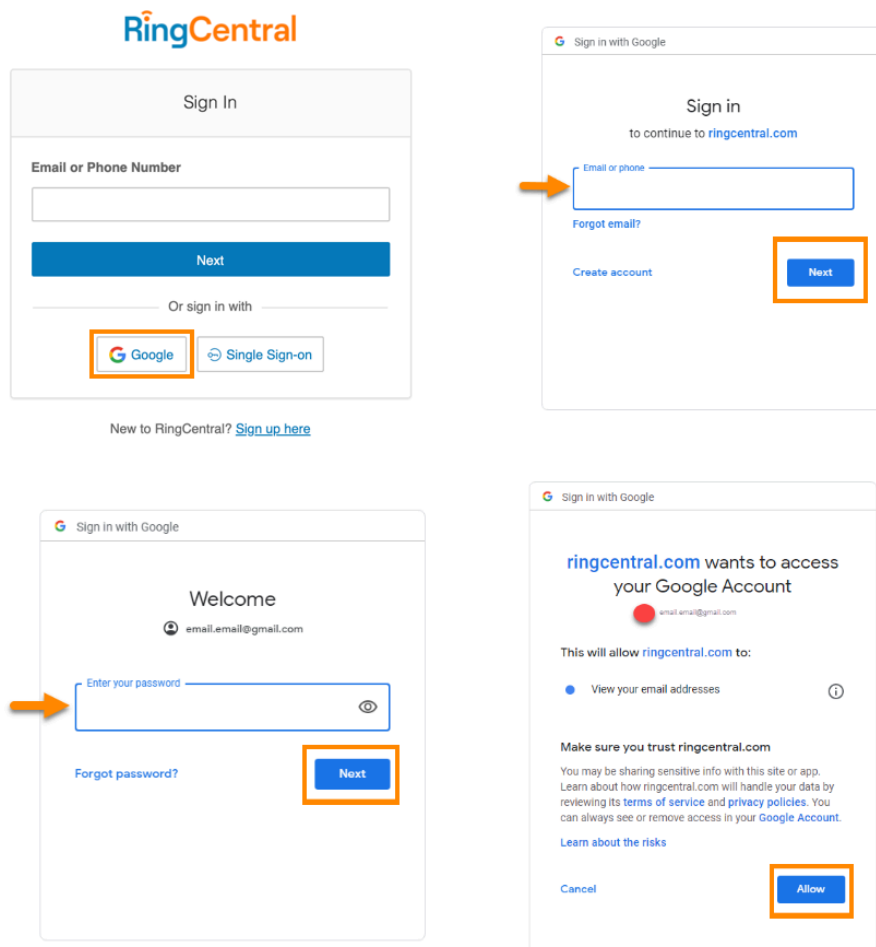 RingCentral
Sign In
Email or Phone Number
Next
Or sign in with
Google
Single Sign-on
New to RingCentral? Sign up here
Sign in with Google
Sign in
to continue to ringcentral.com
Email or phone
Forgot email?
Create account
Next
Sign in with Google
Welcome
email.email@gmail.com
Enter your password
Forgot password?
Next
Sign in with Google
ringcentral.com wants to access
your Google Account
email.email@gmail.com
This will allow ringcentral.com to:
View your email addresses
Make sure you trust ringcentral.com
You may be sharing sensitive info with this site or app.
Learn about how ringcentral.com will handle your data by
reviewing its terms of service and privacy policies. You
can always see or remove access in your Google Account.
Learn about the risks
Cancel
Allow